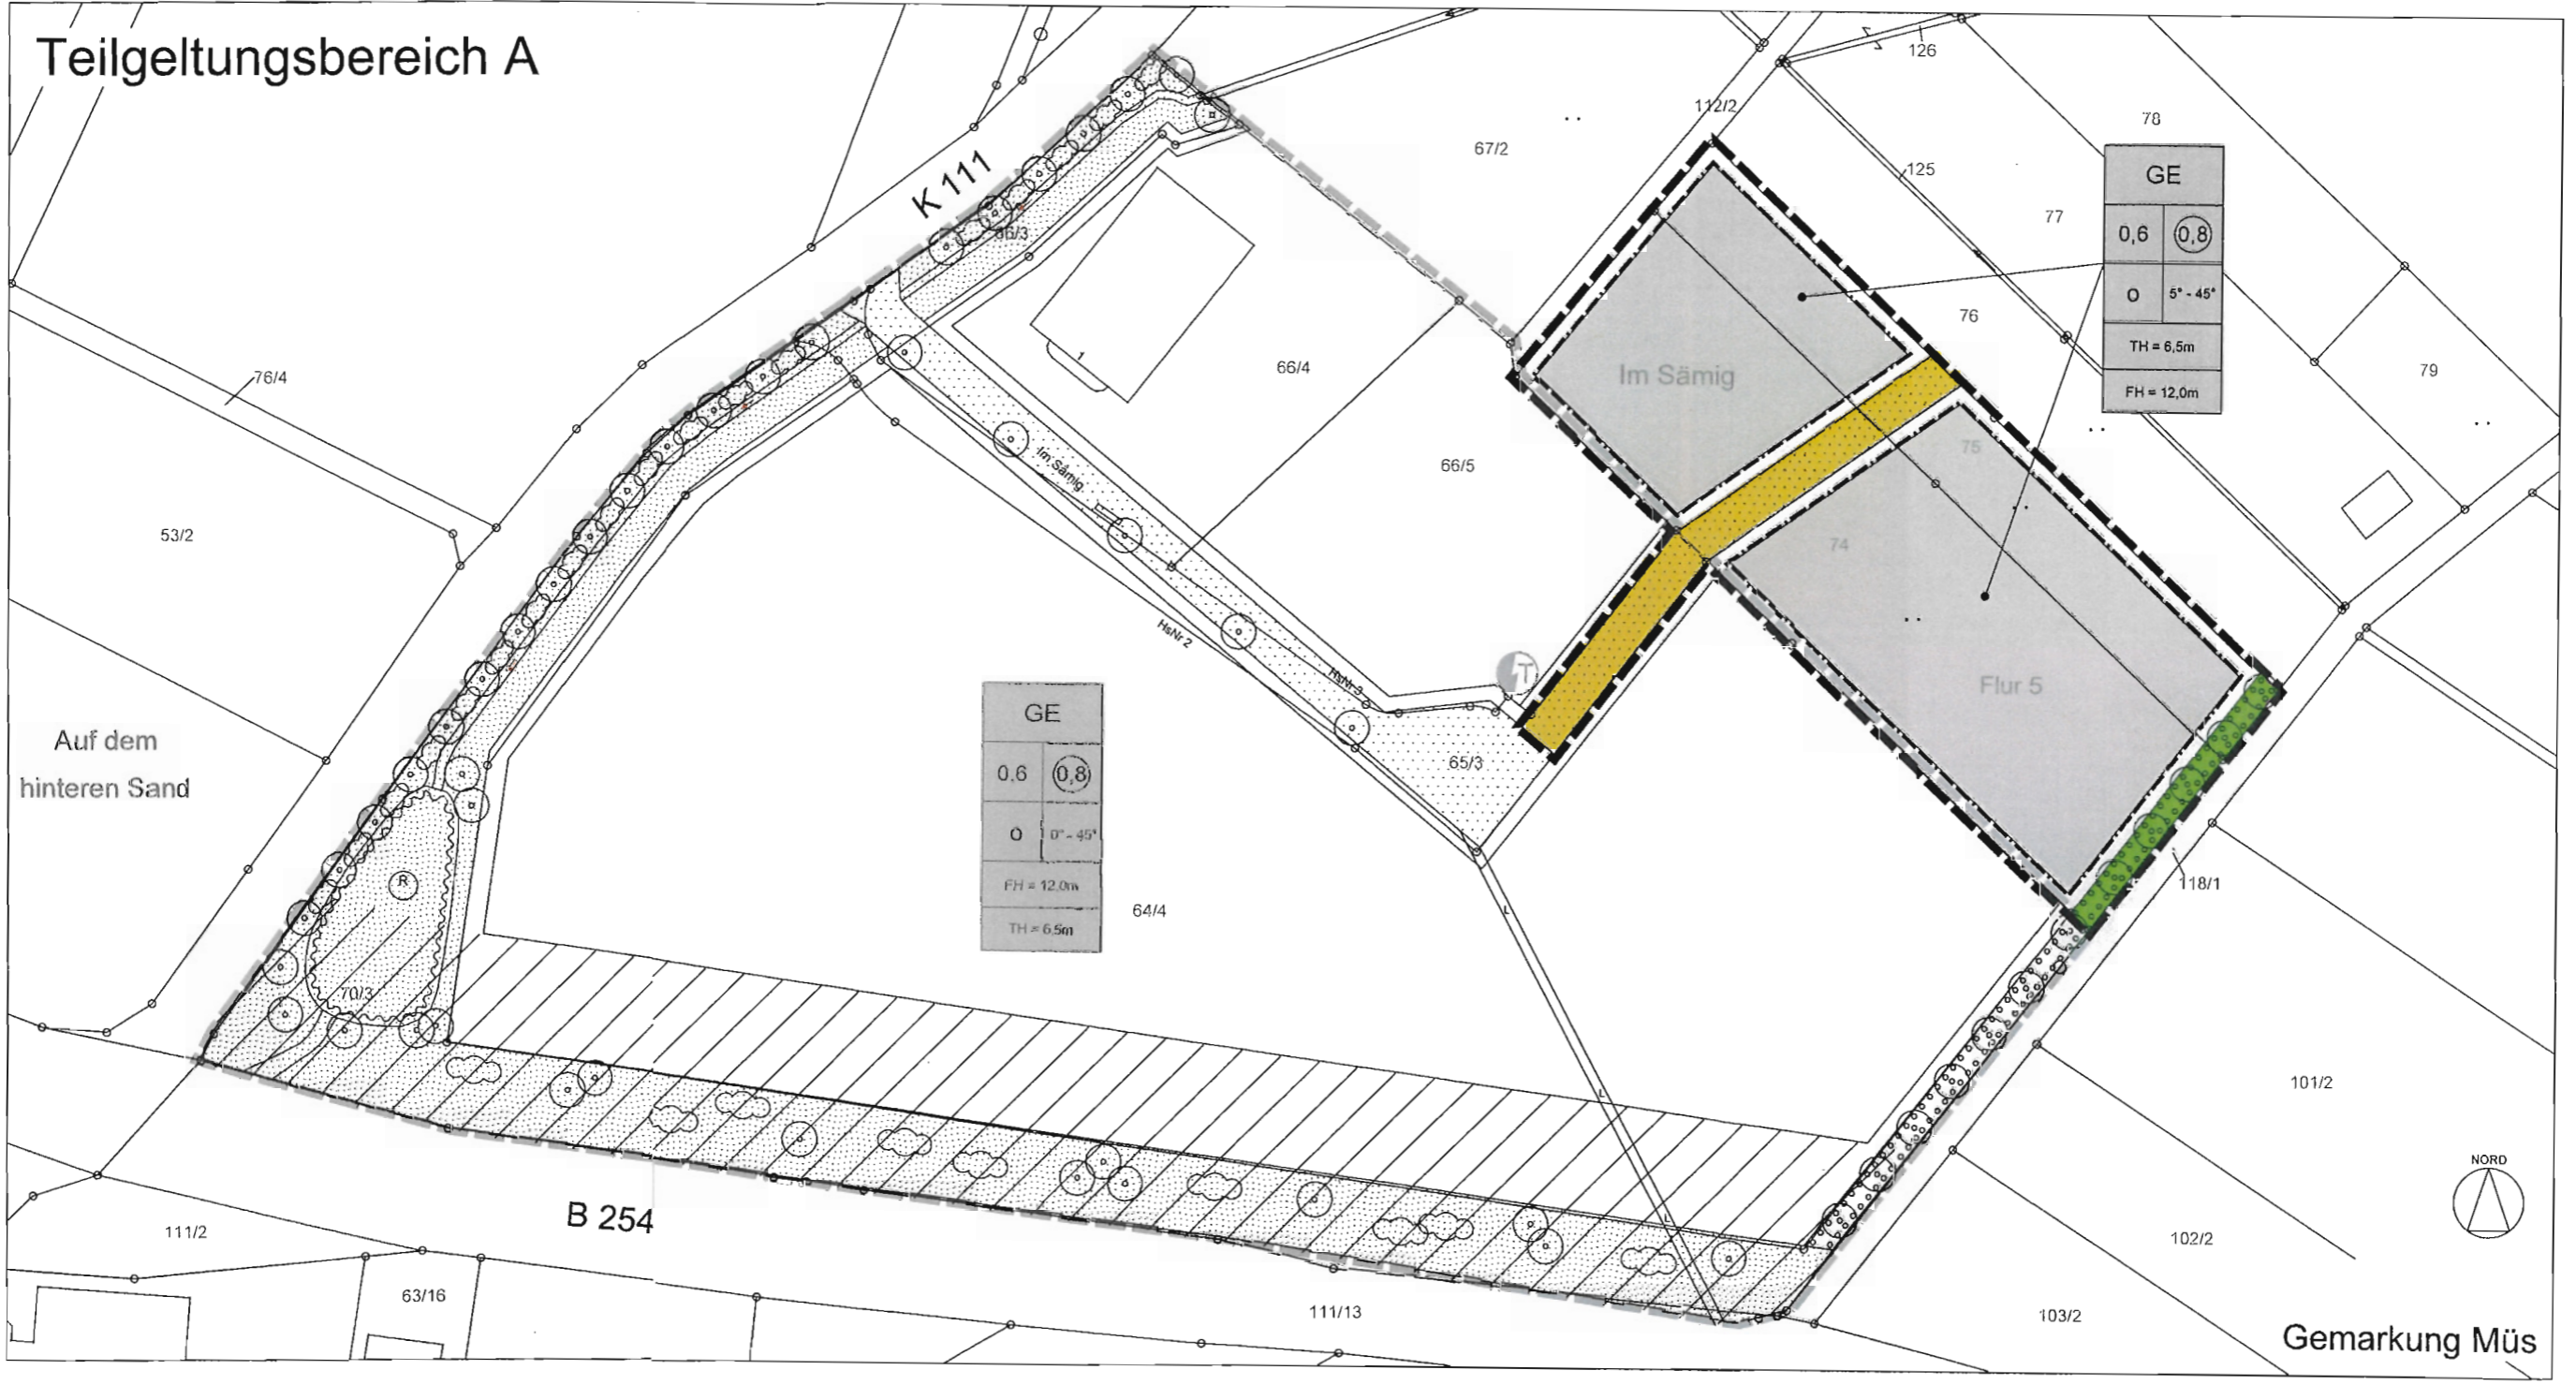 Teilgeltungsbereich A
126
112/2
78
67/2
K 111
125
GE
77
0,6 0,8
66/3
O 5° - 45°
76
TH = 6,5m
1
66/4
Im Sämig
76/4
79
FH = 12,0m
75
Im Sämig
66/5
53/2
74
HsNr 2
T
HsNr 3
Flur 5
GE
Auf dem
hinteren Sand
65/3
0,6 0,8
O 0° - 45°
R
118/1
FH = 12,0m
64/4
L
TH = 6,5m
70/3
101/2
L
NORD
B 254
L
111/2
102/2
63/16
111/13
103/2
Gemarkung Müs